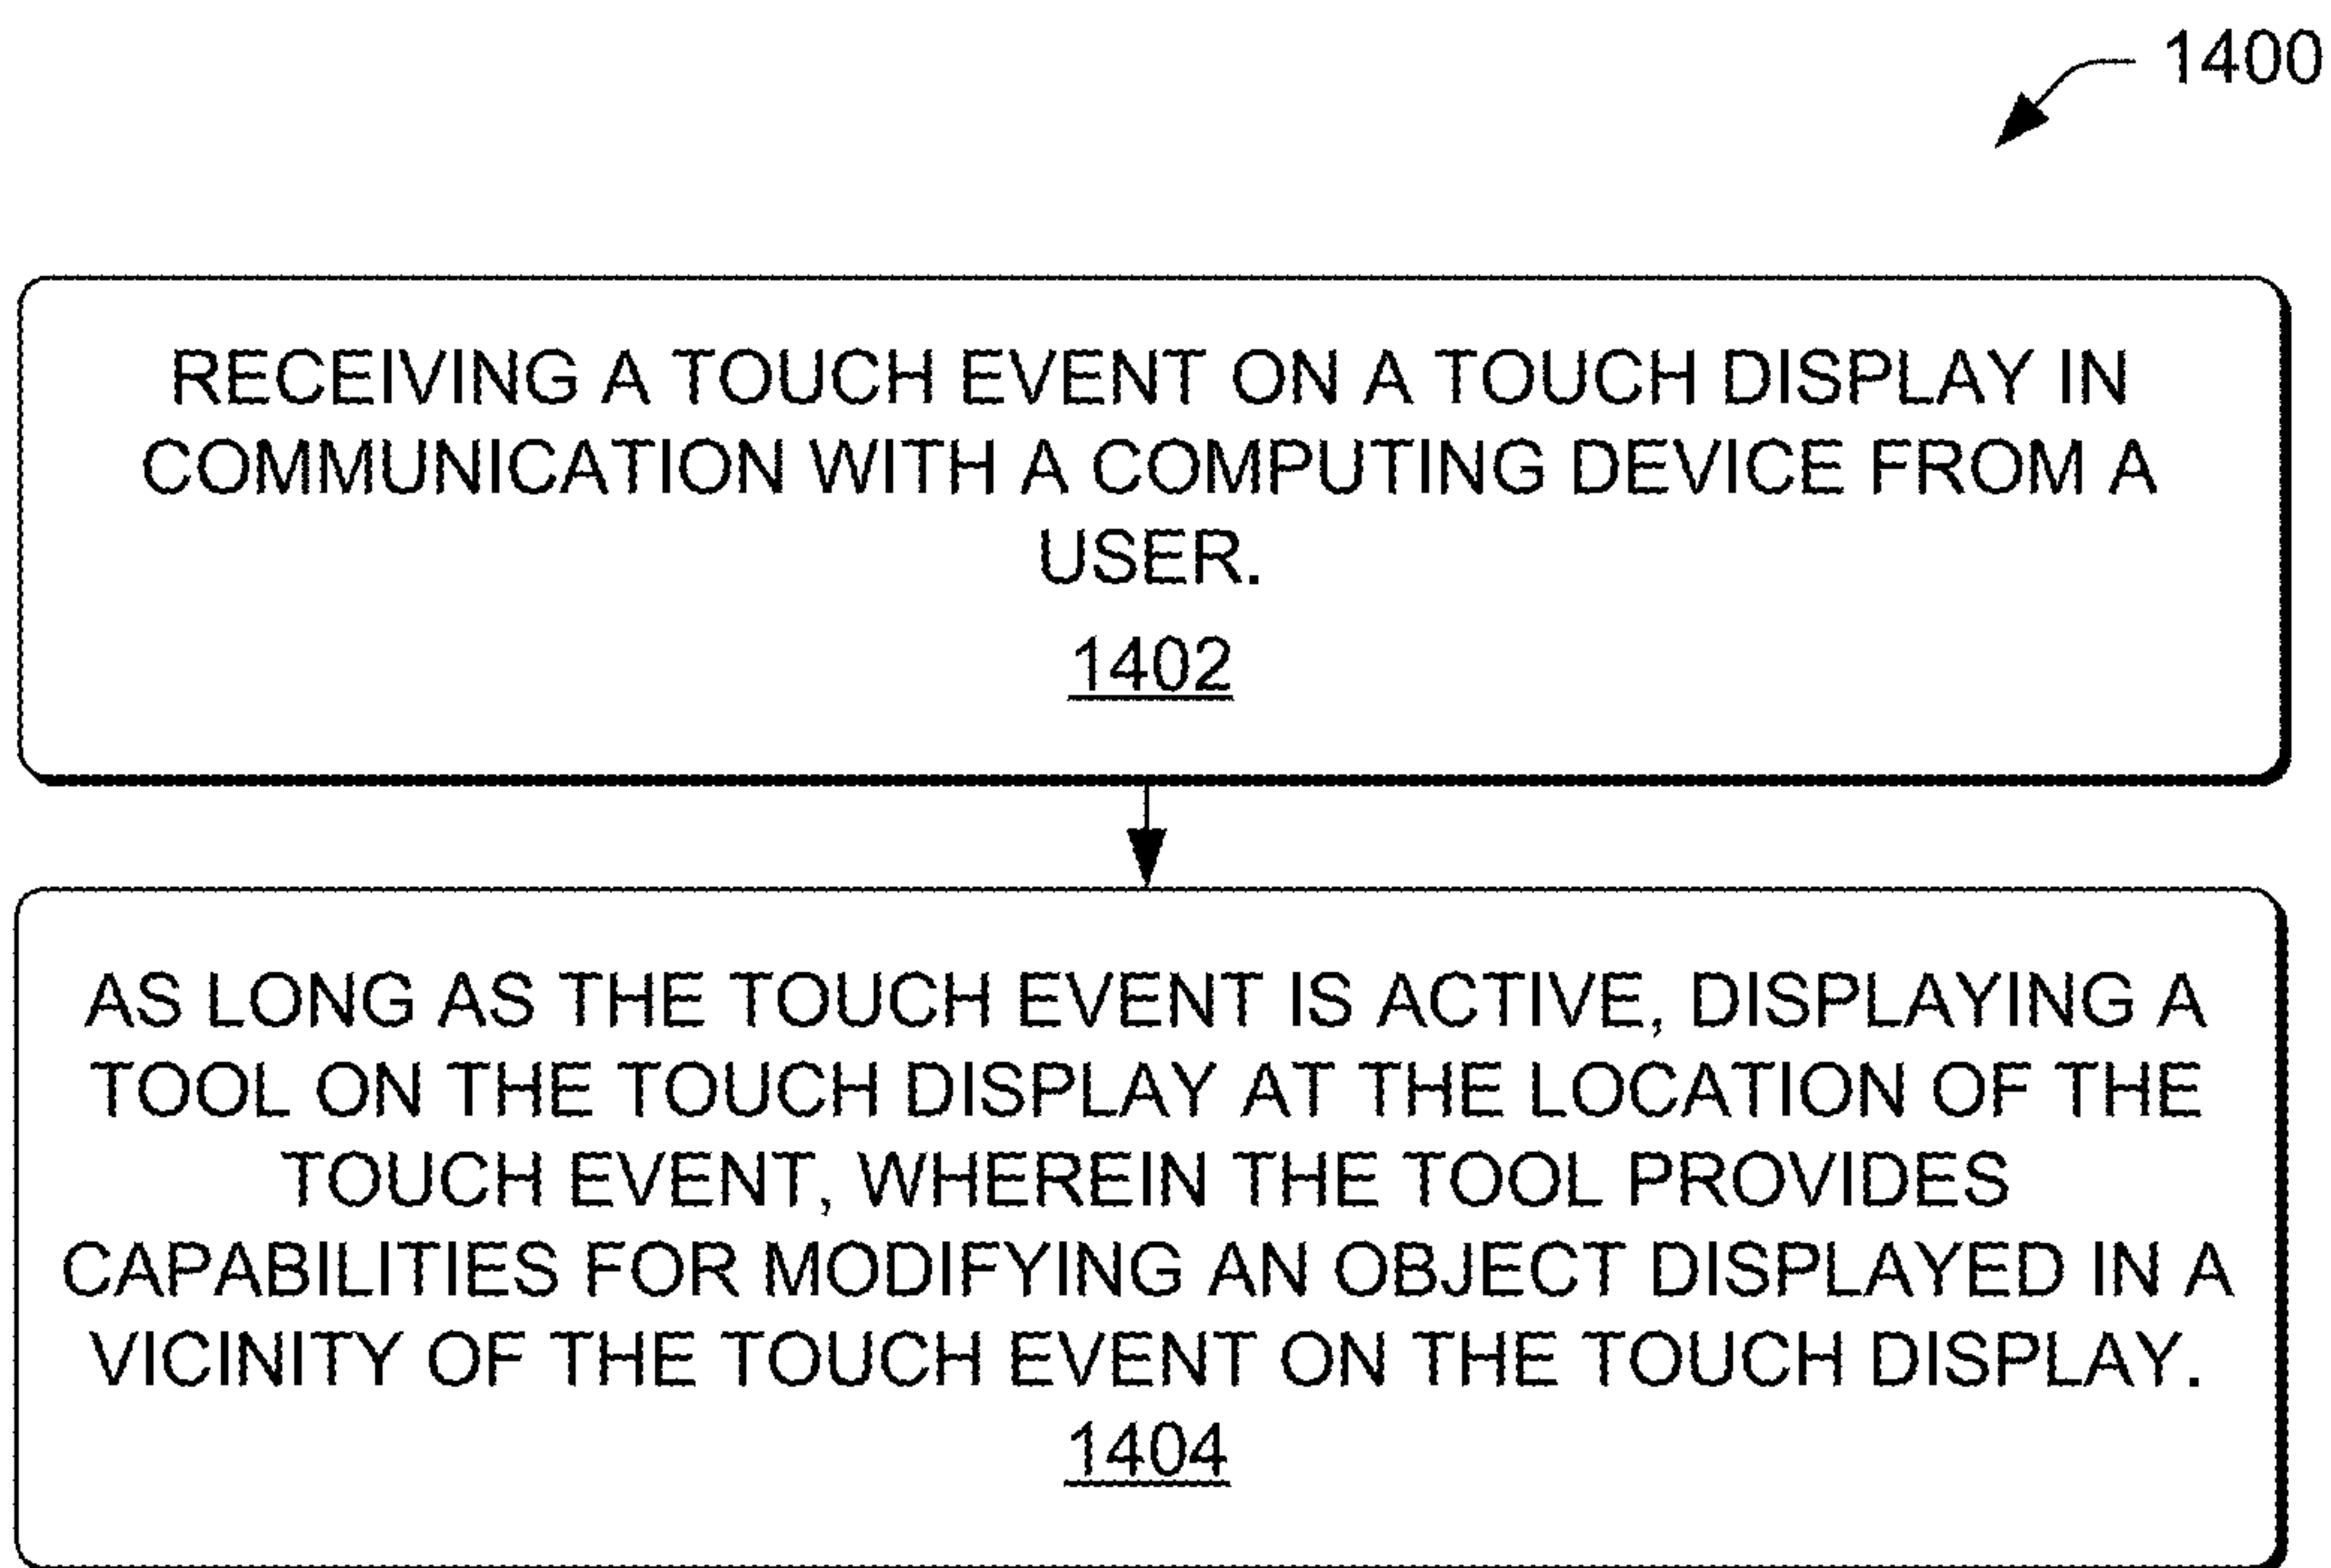 1400
RECEIVING A TOUCH EVENT ON A TOUCH DISPLAY IN
COMMUNICATION WITH A COMPUTING DEVICE FROM A
USER.
1402
AS LONG AS THE TOUCH EVENT IS ACTIVE, DISPLAYING A
TOOL ON THE TOUCH DISPLAY AT THE LOCATION OF THE
TOUCH EVENT, WHEREIN THE TOOL PROVIDES
CAPABILITIES FOR MODIFYING AN OBJECT DISPLAYED IN A
VICINITY OF THE TOUCH EVENT ON THE TOUCH DISPLAY.
1404